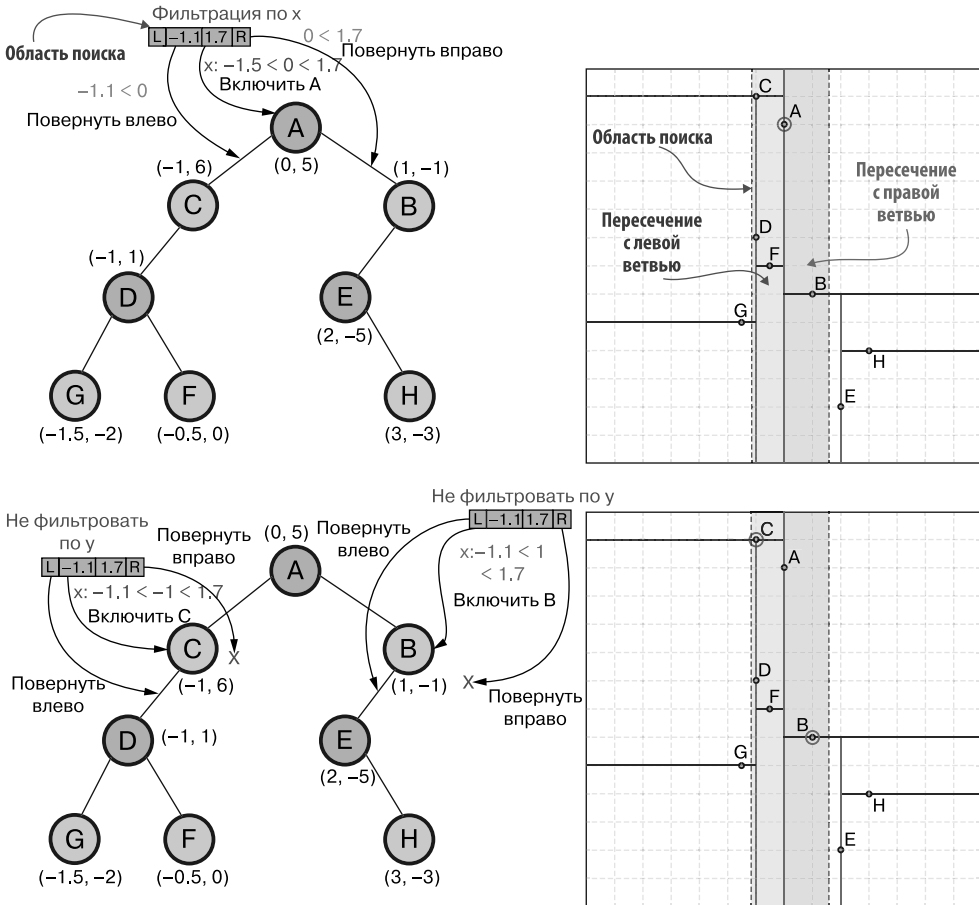 Фильтрация по x
L -1.1 1.7 R
0 < 1.7
Область поиска
Повернуть вправо
x: -1.5 < 0 < 1.7
-1.1 < 0
Включить A
Повернуть влево
A
(0, 5)
(-1, 6)
(1, -1)
C
B
(-1, 1)
D
E
(2, -5)
G
F
H
(-1.5, -2)
(-0.5, 0)
(3, -3)
C
A
Область поиска
Пересечение
с правой
ветвью
Пересечение
с левой
ветвью
D
F
B
G
H
E
Не фильтровать по y
L -1.1 1.7 R
Не фильтровать
по y
Повернуть
вправо
(0, 5)
Повернуть
влево
x:-1.1 < 1
< 1.7
L -1.1 1.7 R
A
x: -1.1 < -1 < 1.7
Включить C
Включить B
C
X
B
(-1, 6)
(1, -1)
X
Повернуть
влево
Повернуть
вправо
D
(-1, 1)
E
(2, -5)
G
F
H
(-1.5, -2)
(-0.5, 0)
(3, -3)
C
A
D
F
B
G
H
E